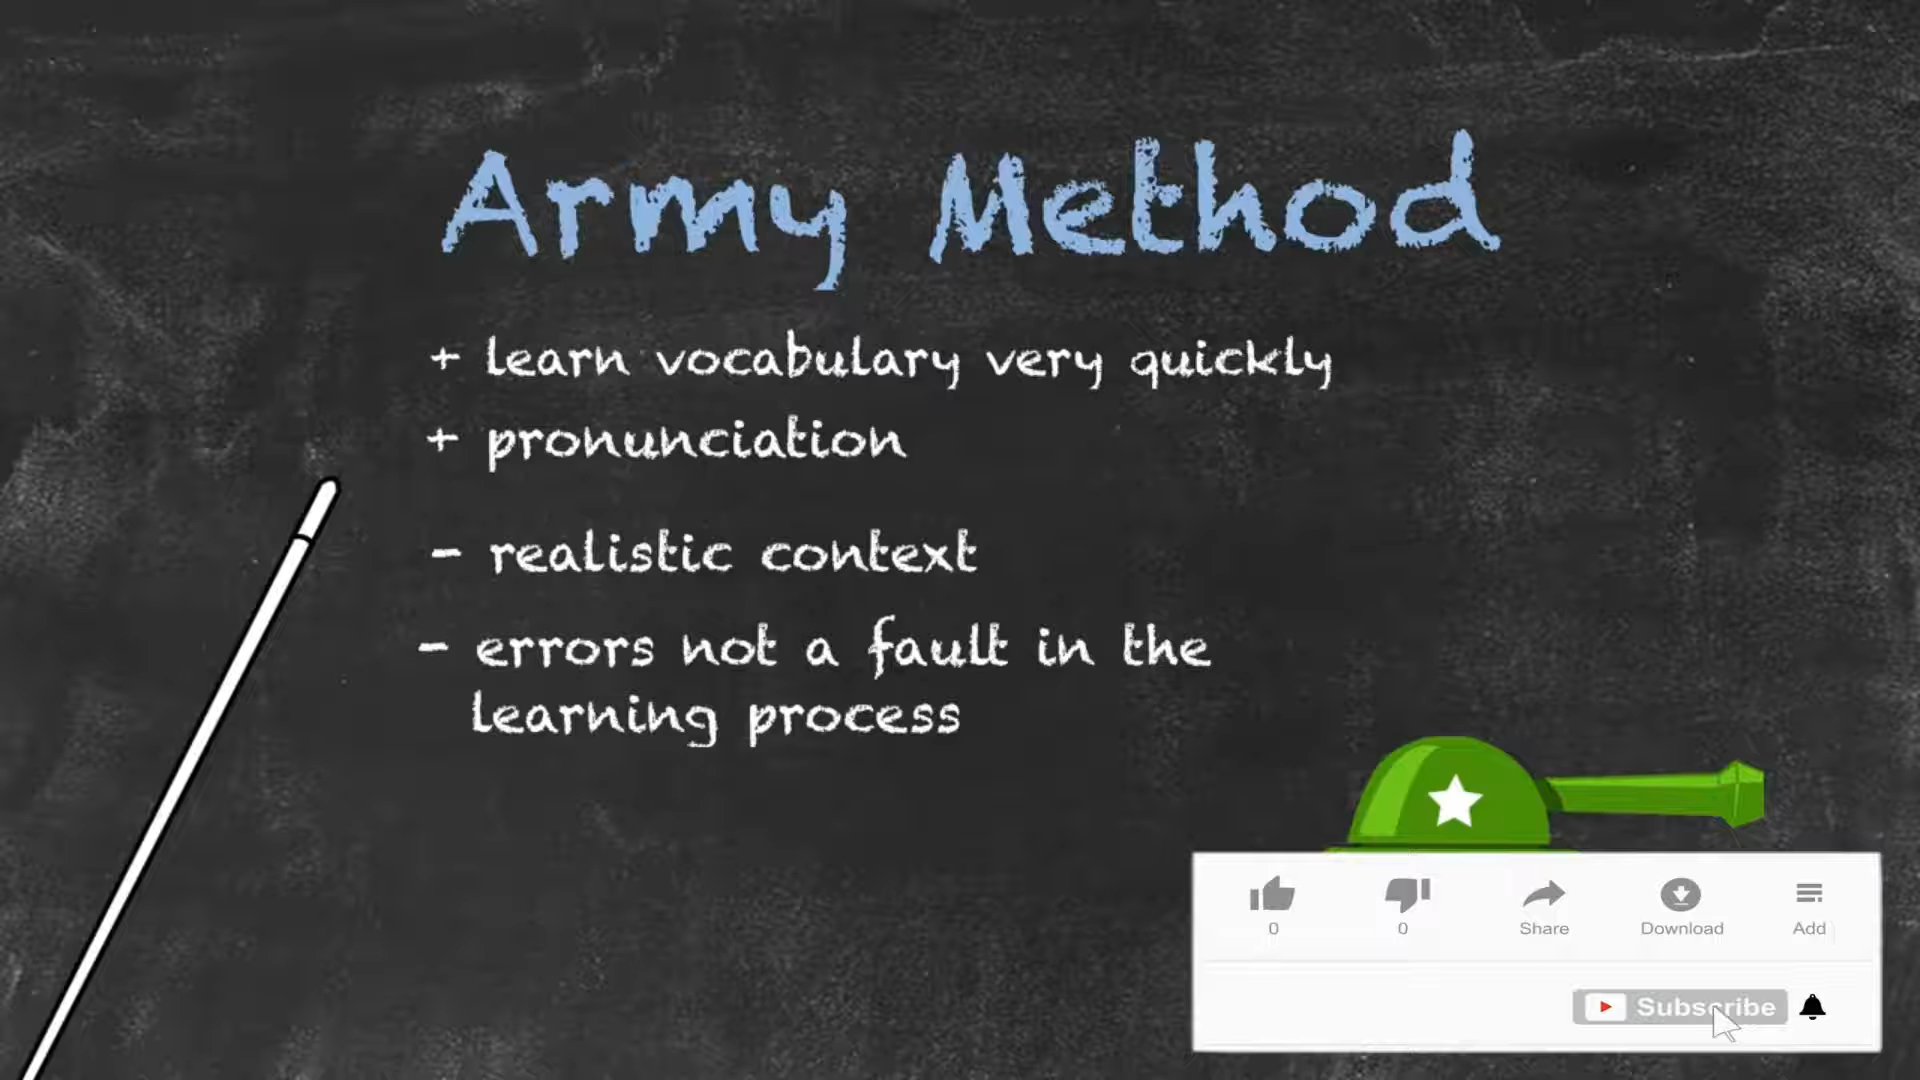 Army Method
+ learn vocabulary very quickly
+ pronunciation
- realistic context
- errors not a fault in the
learning process
0 0 Share Download Add
Subscribe